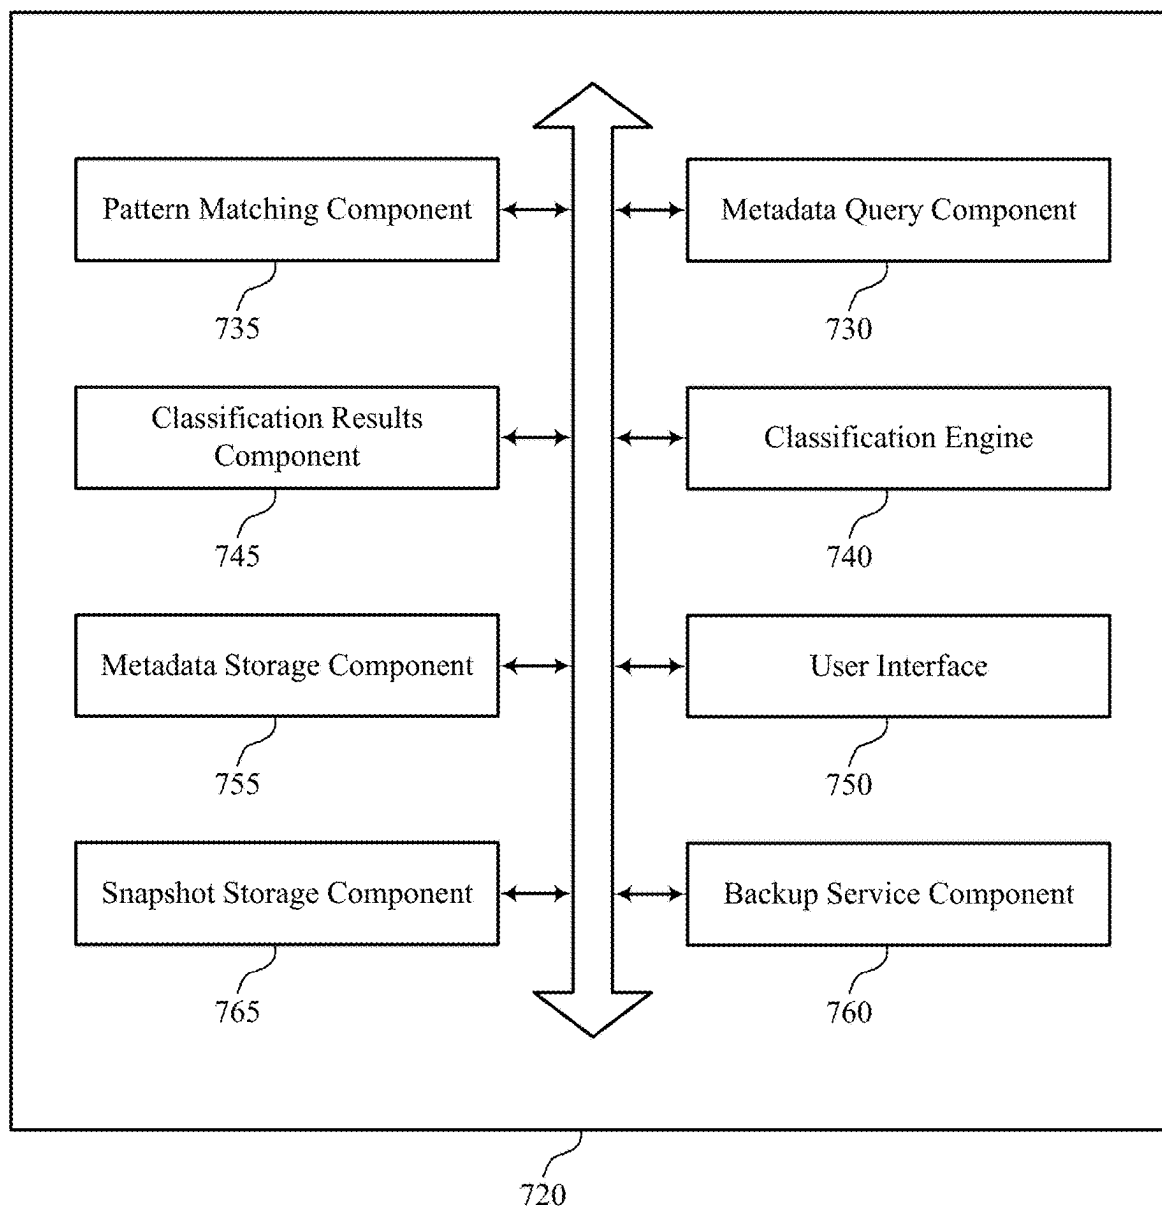 Pattern Matching Component
735
Metadata Query Component
730
Classification Results
Component
745
Classification Engine
740
Metadata Storage Component
755
User Interface
750
Snapshot Storage Component
765
Backup Service Component
760
720